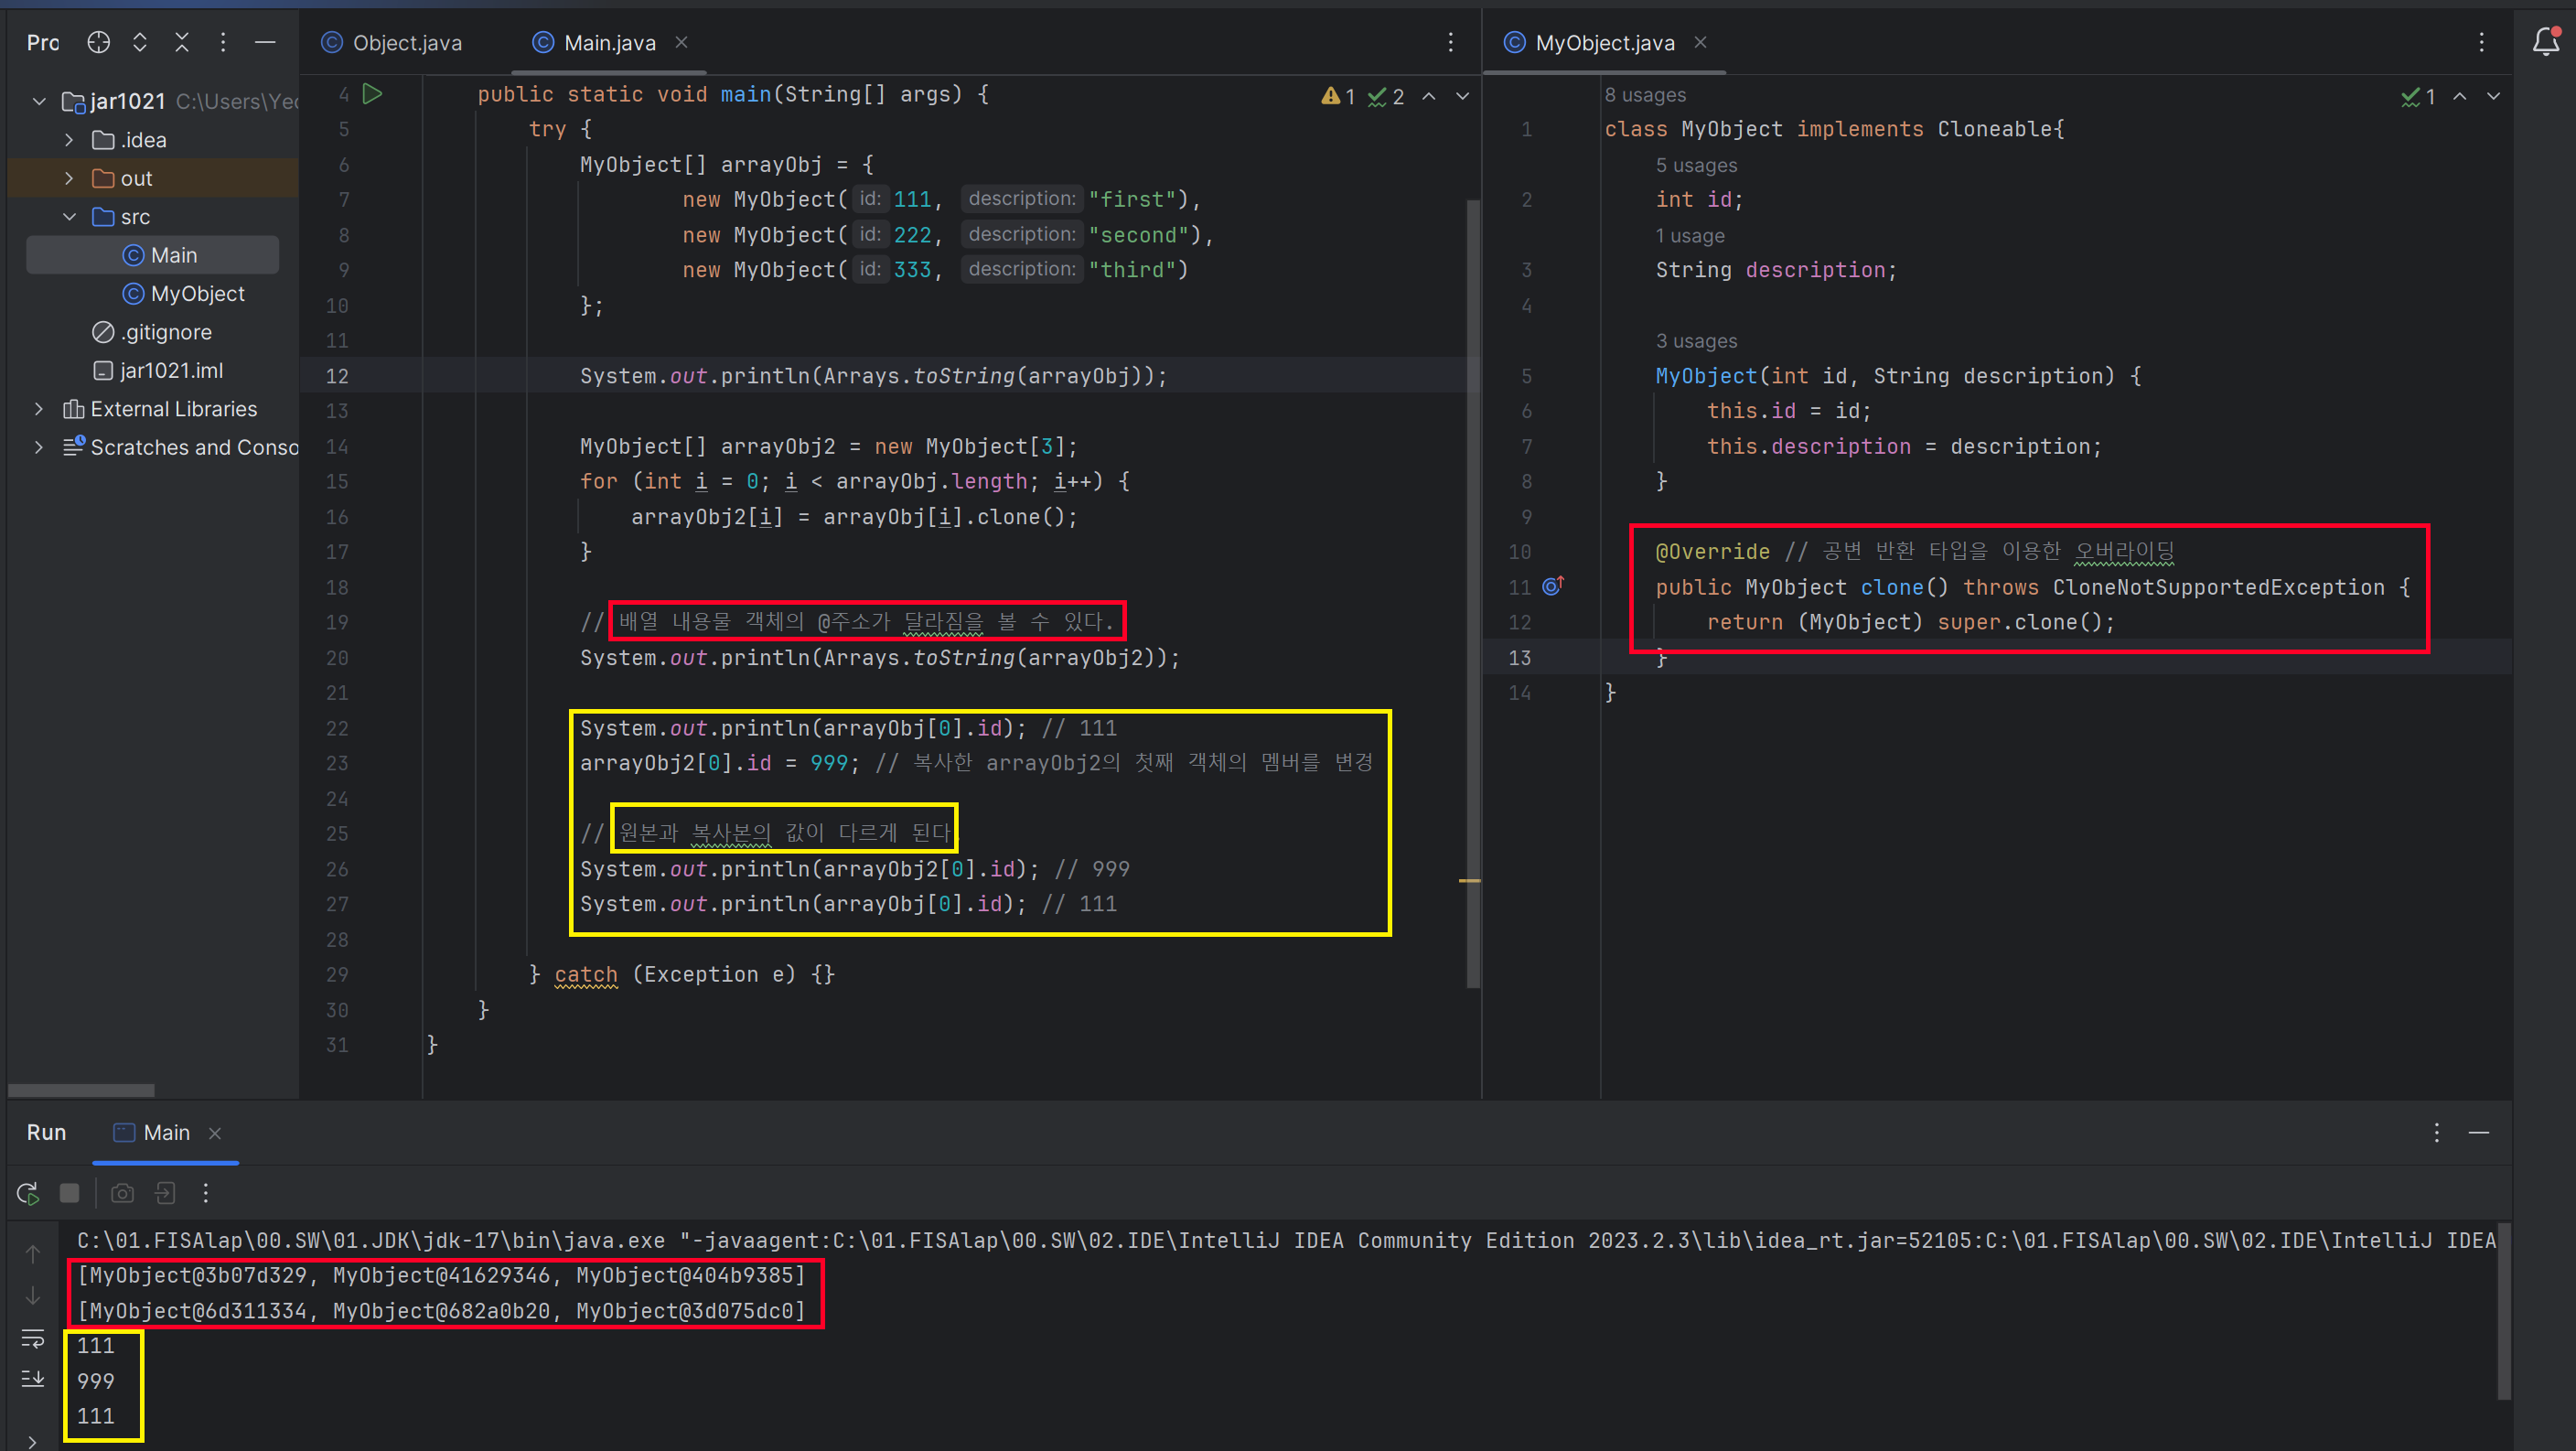 Pro
jar1021 C:\Users\Yeo
.idea
out
src
Main
MyObject
.gitignore
jar1021.iml
External Libraries
Scratches and Conso
Object.java Main.java
1 2
4 public static void main(String[] args) {
5 try {
6 MyObject[] arrayObj = {
7 new MyObject( id: 111, description: "first"),
8 new MyObject( id: 222, description: "second"),
9 new MyObject( id: 333, description: "third")
10 };
11
12 System.out.println(Arrays.toString(arrayObj));
13
14 MyObject[] arrayObj2 = new MyObject[3];
15 for (int i = 0; i < arrayObj.length; i++) {
16 arrayObj2[i] = arrayObj[i].clone();
17 }
18
19 // 배열 내용물 객체의 @주소가 달라짐을 볼 수 있다.
20 System.out.println(Arrays.toString(arrayObj2));
21
22 System.out.println(arrayObj[0].id); // 111
23 arrayObj2[0].id = 999; // 복사한 arrayObj2의 첫째 객체의 멤버를 변경
24
25 // 원본과 복사본의 값이 다르게 된다
26 System.out.println(arrayObj2[0].id); // 999
27 System.out.println(arrayObj[0].id); // 111
28
29 } catch (Exception e) {}
30 }
31 }
MyObject.java
8 usages
1
1 class MyObject implements Cloneable{
5 usages
2 int id;
1 usage
3 String description;
4
3 usages
5 MyObject(int id, String description) {
6 this.id = id;
7 this.description = description;
8 }
9
10 @Override // 공변 반환 타입을 이용한 오버라이딩
11 public MyObject clone() throws CloneNotSupportedException {
12 return (MyObject) super.clone();
13 }
14 }
Run Main
C:\01.FISAlap\00.SW\01.JDK\jdk-17\bin\java.exe "-javaagent:C:\01.FISAlap\00.SW\02.IDE\IntelliJ IDEA Community Edition 2023.2.3\lib\idea_rt.jar=52105:C:\01.FISAlap\00.SW\02.IDE\IntelliJ IDEA
[MyObject@3b07d329, MyObject@41629346, MyObject@404b9385]
[MyObject@6d311334, MyObject@682a0b20, MyObject@3d075dc0]
111
999
111